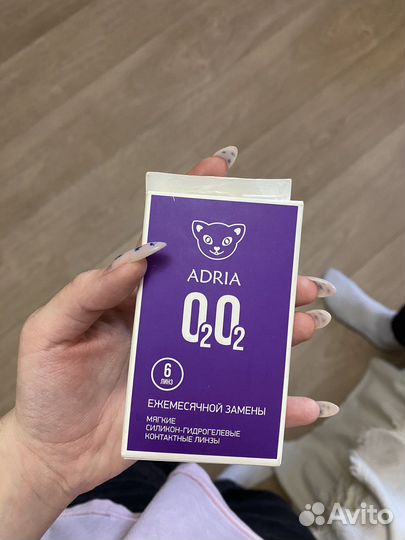 ADRIA
O₂O₂
6
ЛИНЗ
ЕЖЕМЕСЯЧНОЙ ЗАМЕНЫ
МЯГКИЕ
СИЛИКОН-ГИДРОГЕЛЕВЫЕ
КОНТАКТНЫЕ ЛИНЗЫ
Avito